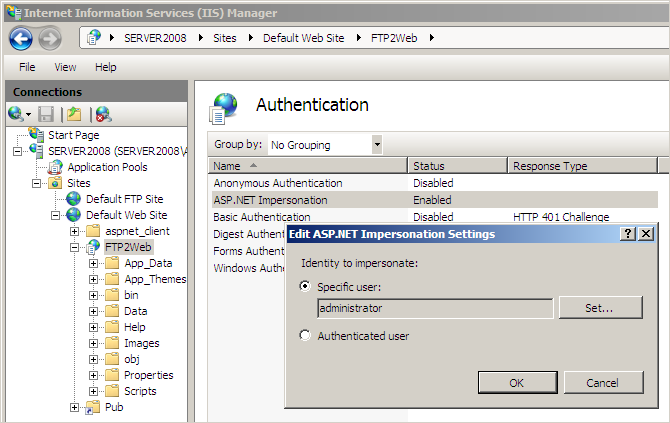 Internet Information Services (IIS) Manager
SERVER2008 Sites Default Web Site FTP2Web
File View Help
Connections
Start Page
SERVER2008 (SERVER2008\A
Application Pools
Sites
Default FTP Site
Default Web Site
aspnet_client
FTP2Web
App_Data
App_Themes
bin
Data
Help
Images
obj
Properties
Scripts
Pub
Authentication
Group by: No Grouping
Name Status Response Type
Anonymous Authentication Disabled
ASP.NET Impersonation Enabled
Basic Authentication Disabled HTTP 401 Challenge
Digest Authe
Forms Authe
Windows Authe
Edit ASP.NET Impersonation Settings
Identity to impersonate:
Specific user:
administrator Set...
Authenticated user
OK Cancel